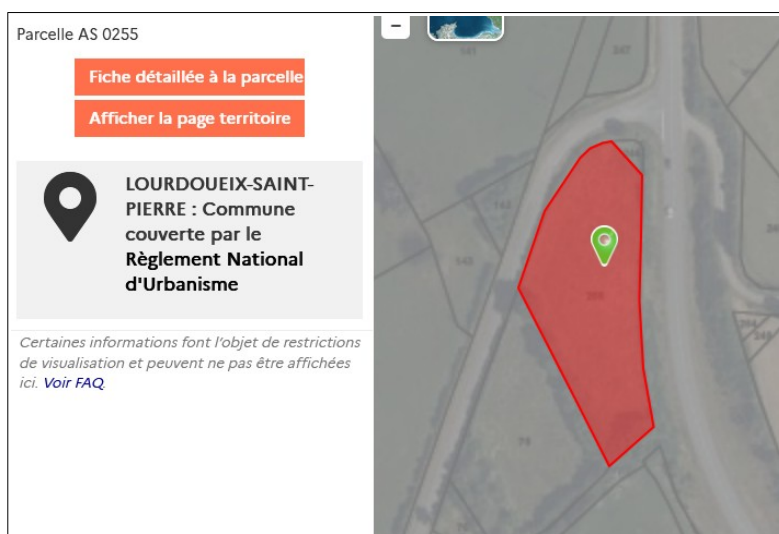 Parcelle AS 0255
Fiche détaillée à la parcelle
Afficher la page territoire
LOURDOUEIX-SAINT-
PIERRE : Commune
couverte par le
Règlement National
d'Urbanisme
Certaines informations font l'objet de restrictions
de visualisation et peuvent ne pas être affichées
ici. Voir FAQ.
−
247
143